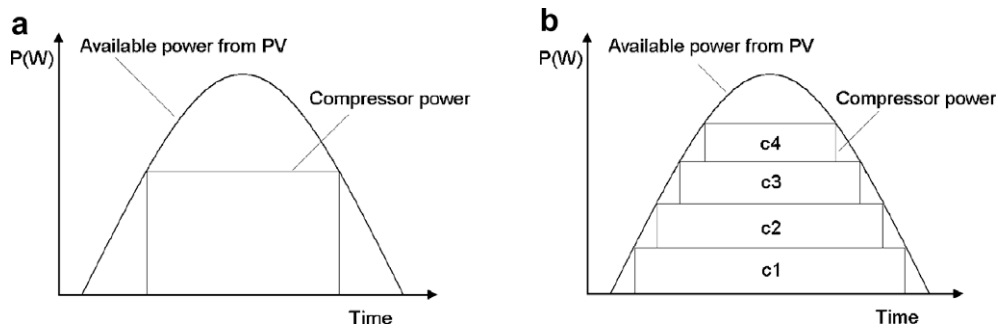 a
P(W)
Available power from PV
Compressor power
Time
b
P(W)
Available power from PV
Compressor power
c4
c3
c2
c1
Time